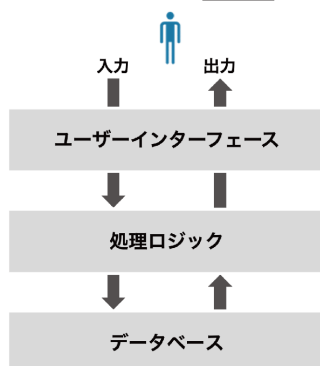 入力
出力
ユーザーインターフェース
処理ロジック
データベース